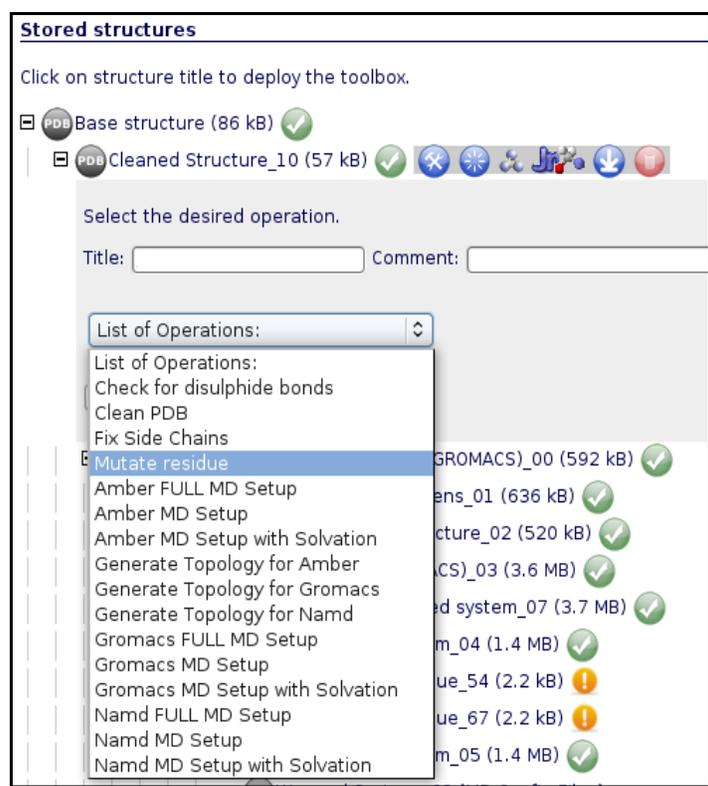 Stored structures
Click on structure title to deploy the toolbox.
PDB Base structure (86 kB)
PDB Cleaned Structure_10 (57 kB)
Select the desired operation.
Title: Comment:
List of Operations:
List of Operations:
Check for disulphide bonds
Clean PDB
Fix Side Chains
Mutate residue GROMACS)_00 (592 kB)
Amber FULL MD Setup ens_01 (636 kB)
Amber MD Setup
Amber MD Setup with Solvation cture_02 (520 kB)
Generate Topology for Amber CS)_03 (3.6 MB)
Generate Topology for Gromacs
Generate Topology for Namd ed system_07 (3.7 MB)
Gromacs FULL MD Setup m_04 (1.4 MB)
Gromacs MD Setup
Gromacs MD Setup with Solvation ue_54 (2.2 kB)
Namd FULL MD Setup ue_67 (2.2 kB)
Namd MD Setup
Namd MD Setup with Solvation m_05 (1.4 MB)